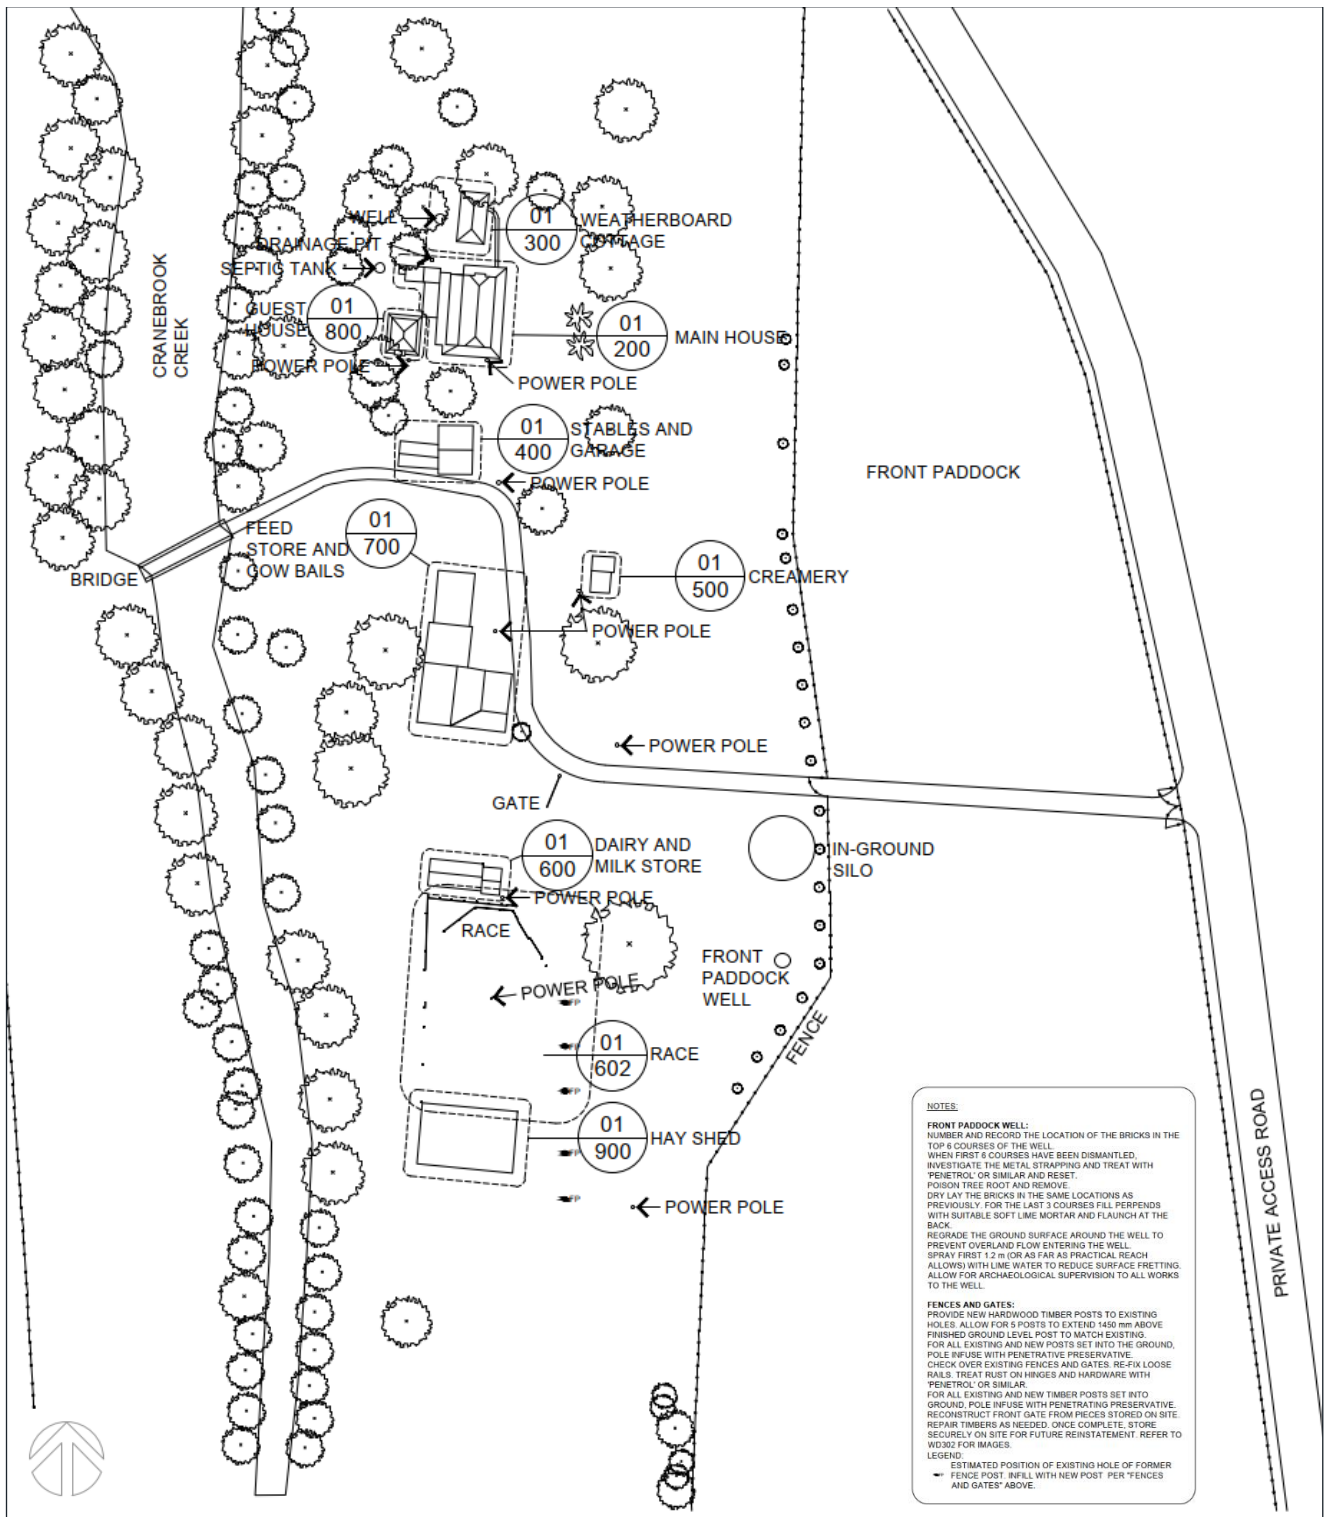 WELL
01
300
WEATHERBOARD
COTTAGE
DRAINAGE PIT
SEPTIC TANK
CRANEBROOK
CREEK
GUEST
HOUSE
01
800
01
200
MAIN HOUSE
POWER POLE
POWER POLE
01
400
STABLES AND
GARAGE
POWER POLE
FRONT PADDOCK
FEED
STORE AND
COW BAILS
01
700
BRIDGE
01
500
CREAMERY
POWER POLE
POWER POLE
GATE
01
600
DAIRY AND
MILK STORE
IN-GROUND
SILO
POWER POLE
RACE
FRONT
PADDOCK
WELL
POWER POLE
FP
FENCE
FP
01
602
RACE
FP
01
900
HAY SHED
FP
FP
POWER POLE
PRIVATE ACCESS ROAD
NOTES:
FRONT PADDOCK WELL:
NUMBER AND RECORD THE LOCATION OF THE BRICKS IN THE
TOP 6 COURSES OF THE WELL.
WHEN FIRST 6 COURSES HAVE BEEN DISMANTLED,
INVESTIGATE THE METAL STRAPPING AND TREAT WITH
'PENETROL' OR SIMILAR AND RESET.
POISON TREE ROOT AND REMOVE.
DRY LAY THE BRICKS IN THE SAME LOCATIONS AS
PREVIOUSLY. FOR THE LAST 3 COURSES FILL PERPENDS
WITH SUITABLE SOFT LIME MORTAR AND FLAUNCH AT THE
BACK.
REGRADE THE GROUND SURFACE AROUND THE WELL TO
PREVENT OVERLAND FLOW ENTERING THE WELL.
SPRAY FIRST 1.2 m (OR AS FAR AS PRACTICAL REACH
ALLOWS) WITH LIME WATER TO REDUCE SURFACE FRETTING.
ALLOW FOR ARCHAEOLOGICAL SUPERVISION TO ALL WORKS
TO THE WELL.
FENCES AND GATES:
PROVIDE NEW HARDWOOD TIMBER POSTS TO EXISTING
HOLES. ALLOW FOR 5 POSTS TO EXTEND 1450 mm ABOVE
FINISHED GROUND LEVEL POST TO MATCH EXISTING.
FOR ALL EXISTING AND NEW POSTS SET INTO THE GROUND,
POLE INFUSE WITH PENETRATIVE PRESERVATIVE.
CHECK OVER EXISTING FENCES AND GATES. RE-FIX LOOSE
RAILS. TREAT RUST ON HINGES AND HARDWARE WITH
'PENETROL' OR SIMILAR.
FOR ALL EXISTING AND NEW TIMBER POSTS SET INTO
GROUND, POLE INFUSE WITH PENETRATING PRESERVATIVE.
RECONSTRUCT FRONT GATE FROM PIECES STORED ON SITE.
REPAIR TIMBERS AS NEEDED. ONCE COMPLETE, STORE
SECURELY ON SITE FOR FUTURE REINSTATEMENT. REFER TO
WD302 FOR IMAGES.
LEGEND:
ESTIMATED POSITION OF EXISTING HOLE OF FORMER
FP FENCE POST. INFILL WITH NEW POST PER "FENCES
AND GATES" ABOVE.